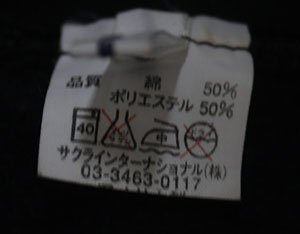 品質 綿 50%
ポリエステル 50%
40 中
サクラインターナショナル(株)
03-3463-0117